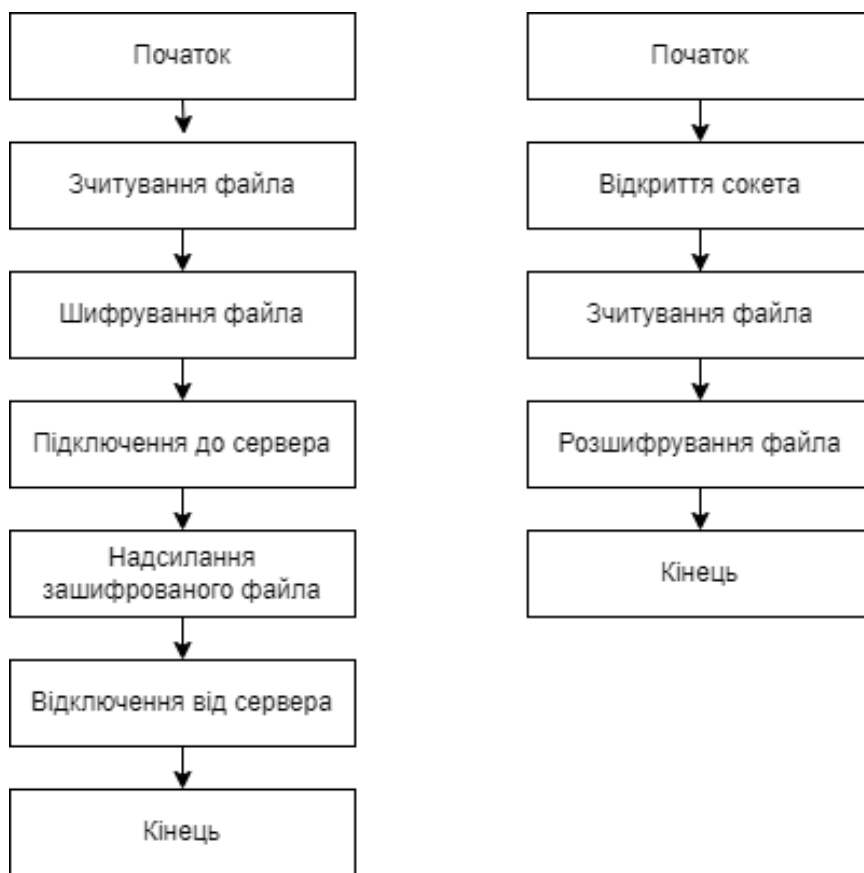 Початок
Зчитування файла
Шифрування файла
Підключення до сервера
Надсилання
зашифрованого файла
Відключення від сервера
Кінець
Початок
Відкриття сокета
Зчитування файла
Розшифрування файла
Кінець